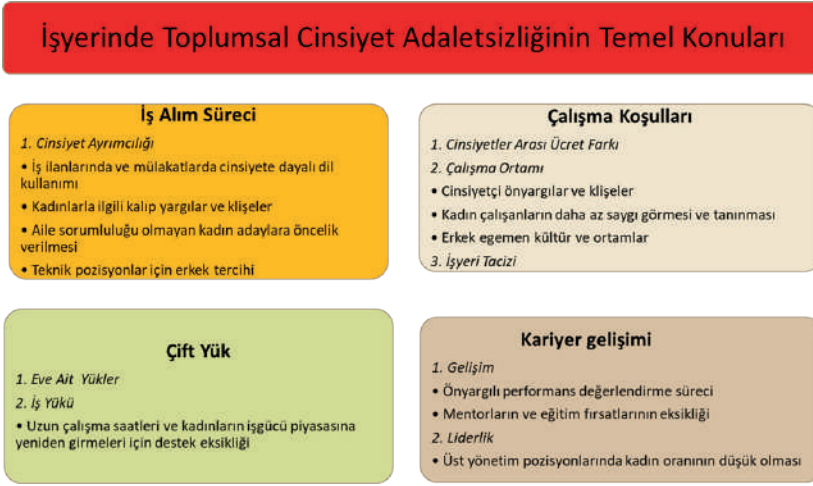 İşyerinde Toplumsal Cinsiyet Adaletsizliğinin Temel Konuları
İş Alım Süreci
1. Cinsiyet Ayrımcılığı
• İş ilanlarında ve mülakatlarda cinsiyete dayalı dil
kullanımı
• Kadınlarla ilgili kalıp yargılar ve klişeler
• Aile sorumluluğu olmayan kadın adaylara öncelik
verilmesi
• Teknik pozisyonlar için erkek tercihi
Çalışma Koşulları
1. Cinsiyetler Arası Ücret Farkı
2. Çalışma Ortamı
• Cinsiyetçi önyargılar ve klişeler
• Kadın çalışanların daha az saygı görmesi ve tanınması
• Erkek egemen kültür ve ortamlar
3. İşyeri Tacizi
Çift Yük
1. Eve Ait Yükler
2. İş Yükü
• Uzun çalışma saatleri ve kadınların işgücü piyasasına
yeniden girmeleri için destek eksikliği
Kariyer gelişimi
1. Gelişim
• Önyargılı performans değerlendirme süreci
• Mentorların ve eğitim fırsatlarının eksikliği
2. Liderlik
• Üst yönetim pozisyonlarında kadın oranının düşük olması